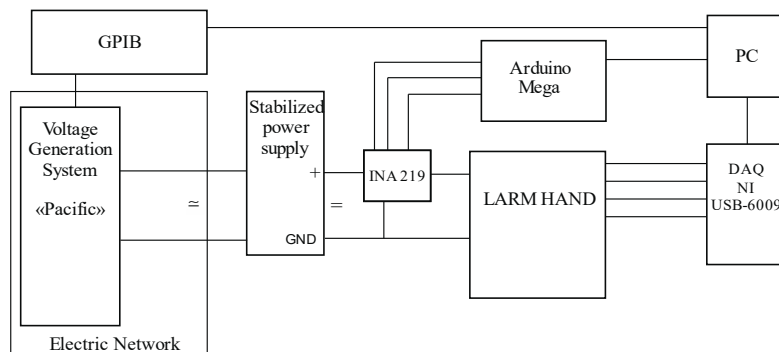 GPIB
Arduino
Mega
PC
Voltage
Generation
System
«Pacific»
≃
Stabilized
power
supply
+
GND
=
INA 219
LARM HAND
DAQ
NI
USB-6009
Electric Network